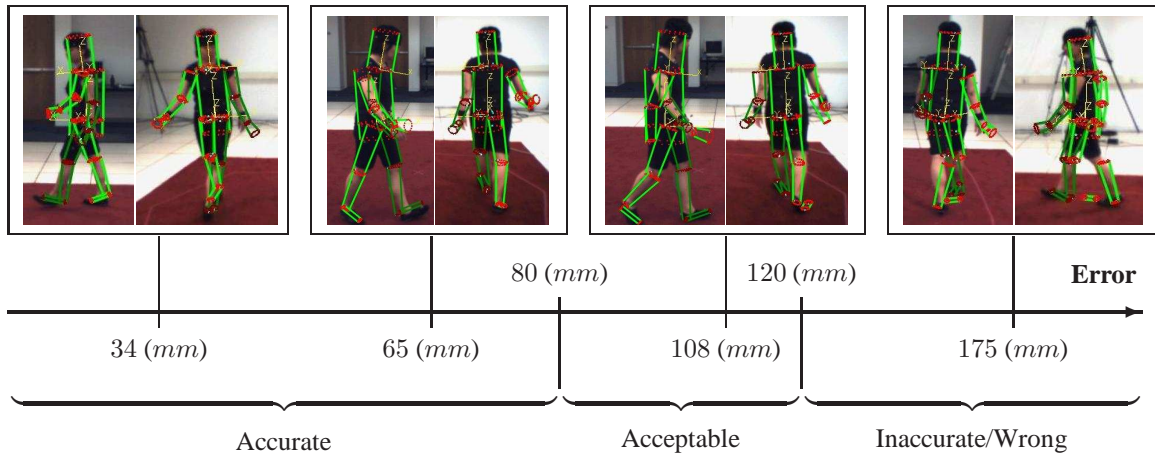 80 (mm)
120 (mm)
Error
34 (mm)
65 (mm)
108 (mm)
175 (mm)
Accurate
Acceptable
Inaccurate/Wrong